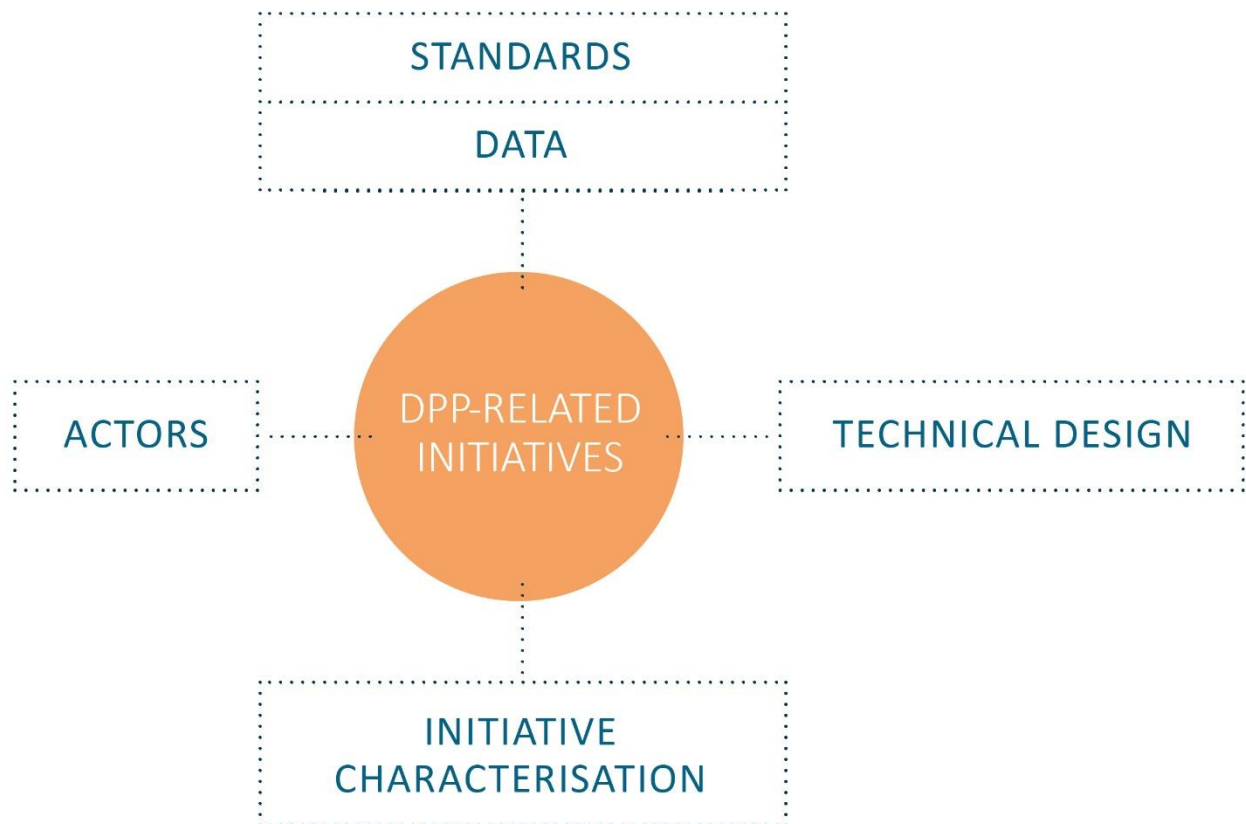 STANDARDS
DATA
DPP-RELATED
INITIATIVES
ACTORS
TECHNICAL DESIGN
INITIATIVE
CHARACTERISATION